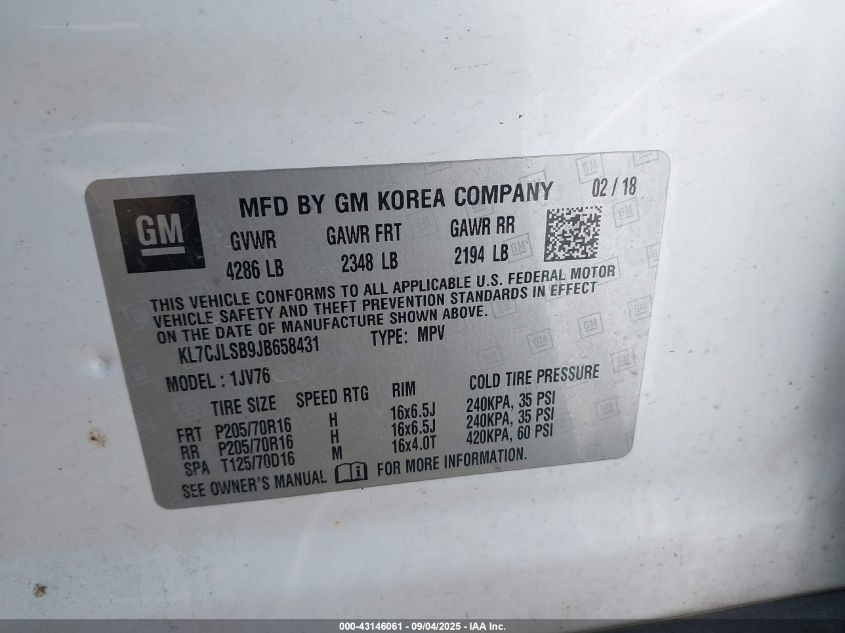 MFD BY GM KOREA COMPANY 02 / 18
GM
GVWR GAWR FRT GAWR RR
4286 LB 2348 LB 2194 LB
THIS VEHICLE CONFORMS TO ALL APPLICABLE U.S. FEDERAL MOTOR
VEHICLE SAFETY AND THEFT PREVENTION STANDARDS IN EFFECT
ON THE DATE OF MANUFACTURE SHOWN ABOVE.
KL7CJLSB9JB658431 TYPE: MPV
MODEL : 1JV76
TIRE SIZE SPEED RTG RIM COLD TIRE PRESSURE
FRT P205/70R16 H 16x6.5J 240KPA, 35 PSI
RR P205/70R16 H 16x6.5J 240KPA, 35 PSI
SPA T125/70D16 M 16x4.0T 420KPA, 60 PSI
SEE OWNER'S MANUAL FOR MORE INFORMATION.
000-43146061 - 09/04/2025 - IAA Inc.